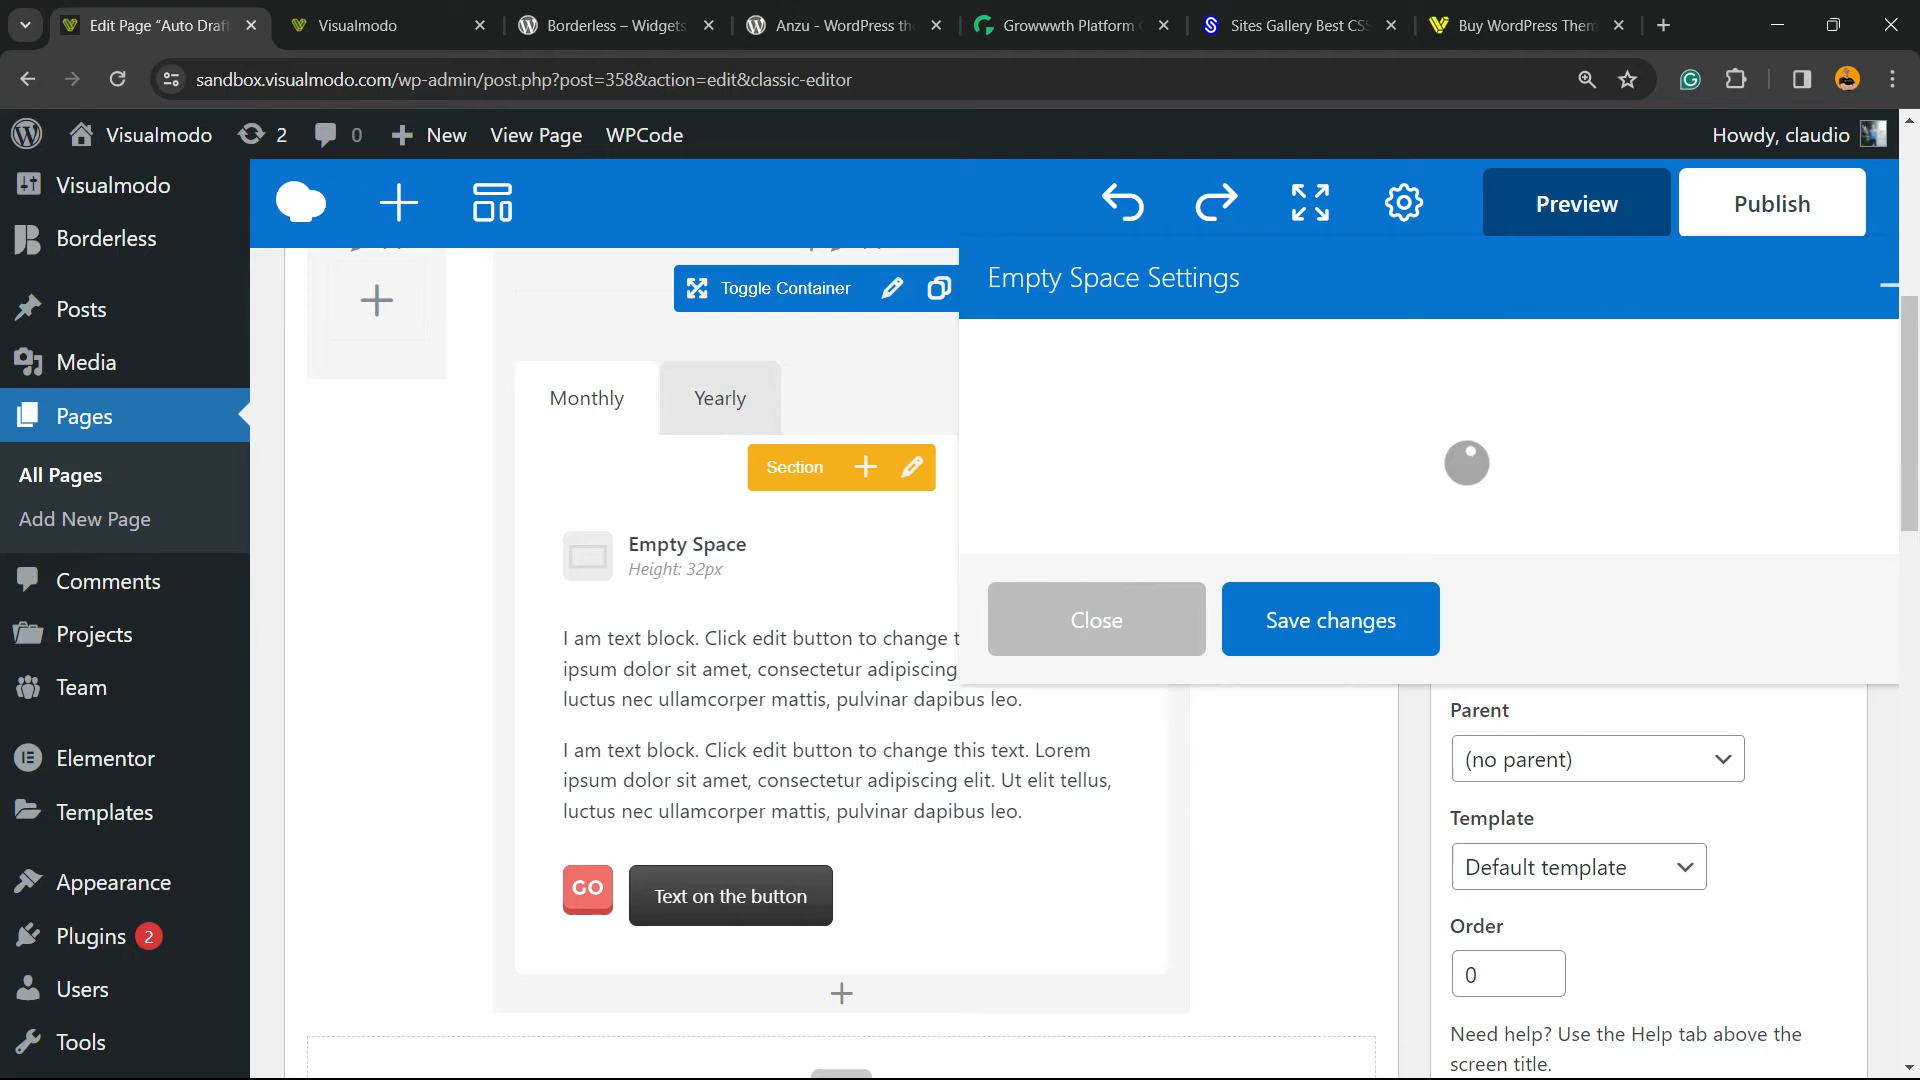 Edit Page “Auto Draf
Visualmodo
Borderless – Widgets
Anzu - WordPress th
Growwwth Platform
Sites Gallery Best CSS
Buy WordPress Them
sandbox.visualmodo.com/wp-admin/post.php?post=358&action=edit&classic-editor
Visualmodo
2
0
New
View Page
WPCode
Howdy, claudio
Visualmodo
Borderless
Posts
Media
Pages
All Pages
Add New Page
Comments
Projects
Team
Elementor
Templates
Appearance
Plugins 2
Users
Tools
Preview
Publish
Toggle Container
Empty Space Settings
Monthly
Yearly
Section
Empty Space
Height: 32px
I am text block. Click edit button to change t
ipsum dolor sit amet, consectetur adipiscing
luctus nec ullamcorper mattis, pulvinar dapibus leo.
I am text block. Click edit button to change this text. Lorem
ipsum dolor sit amet, consectetur adipiscing elit. Ut elit tellus,
luctus nec ullamcorper mattis, pulvinar dapibus leo.
GO
Text on the button
Close
Save changes
Parent
(no parent)
Template
Default template
Order
0
Need help? Use the Help tab above the
screen title.